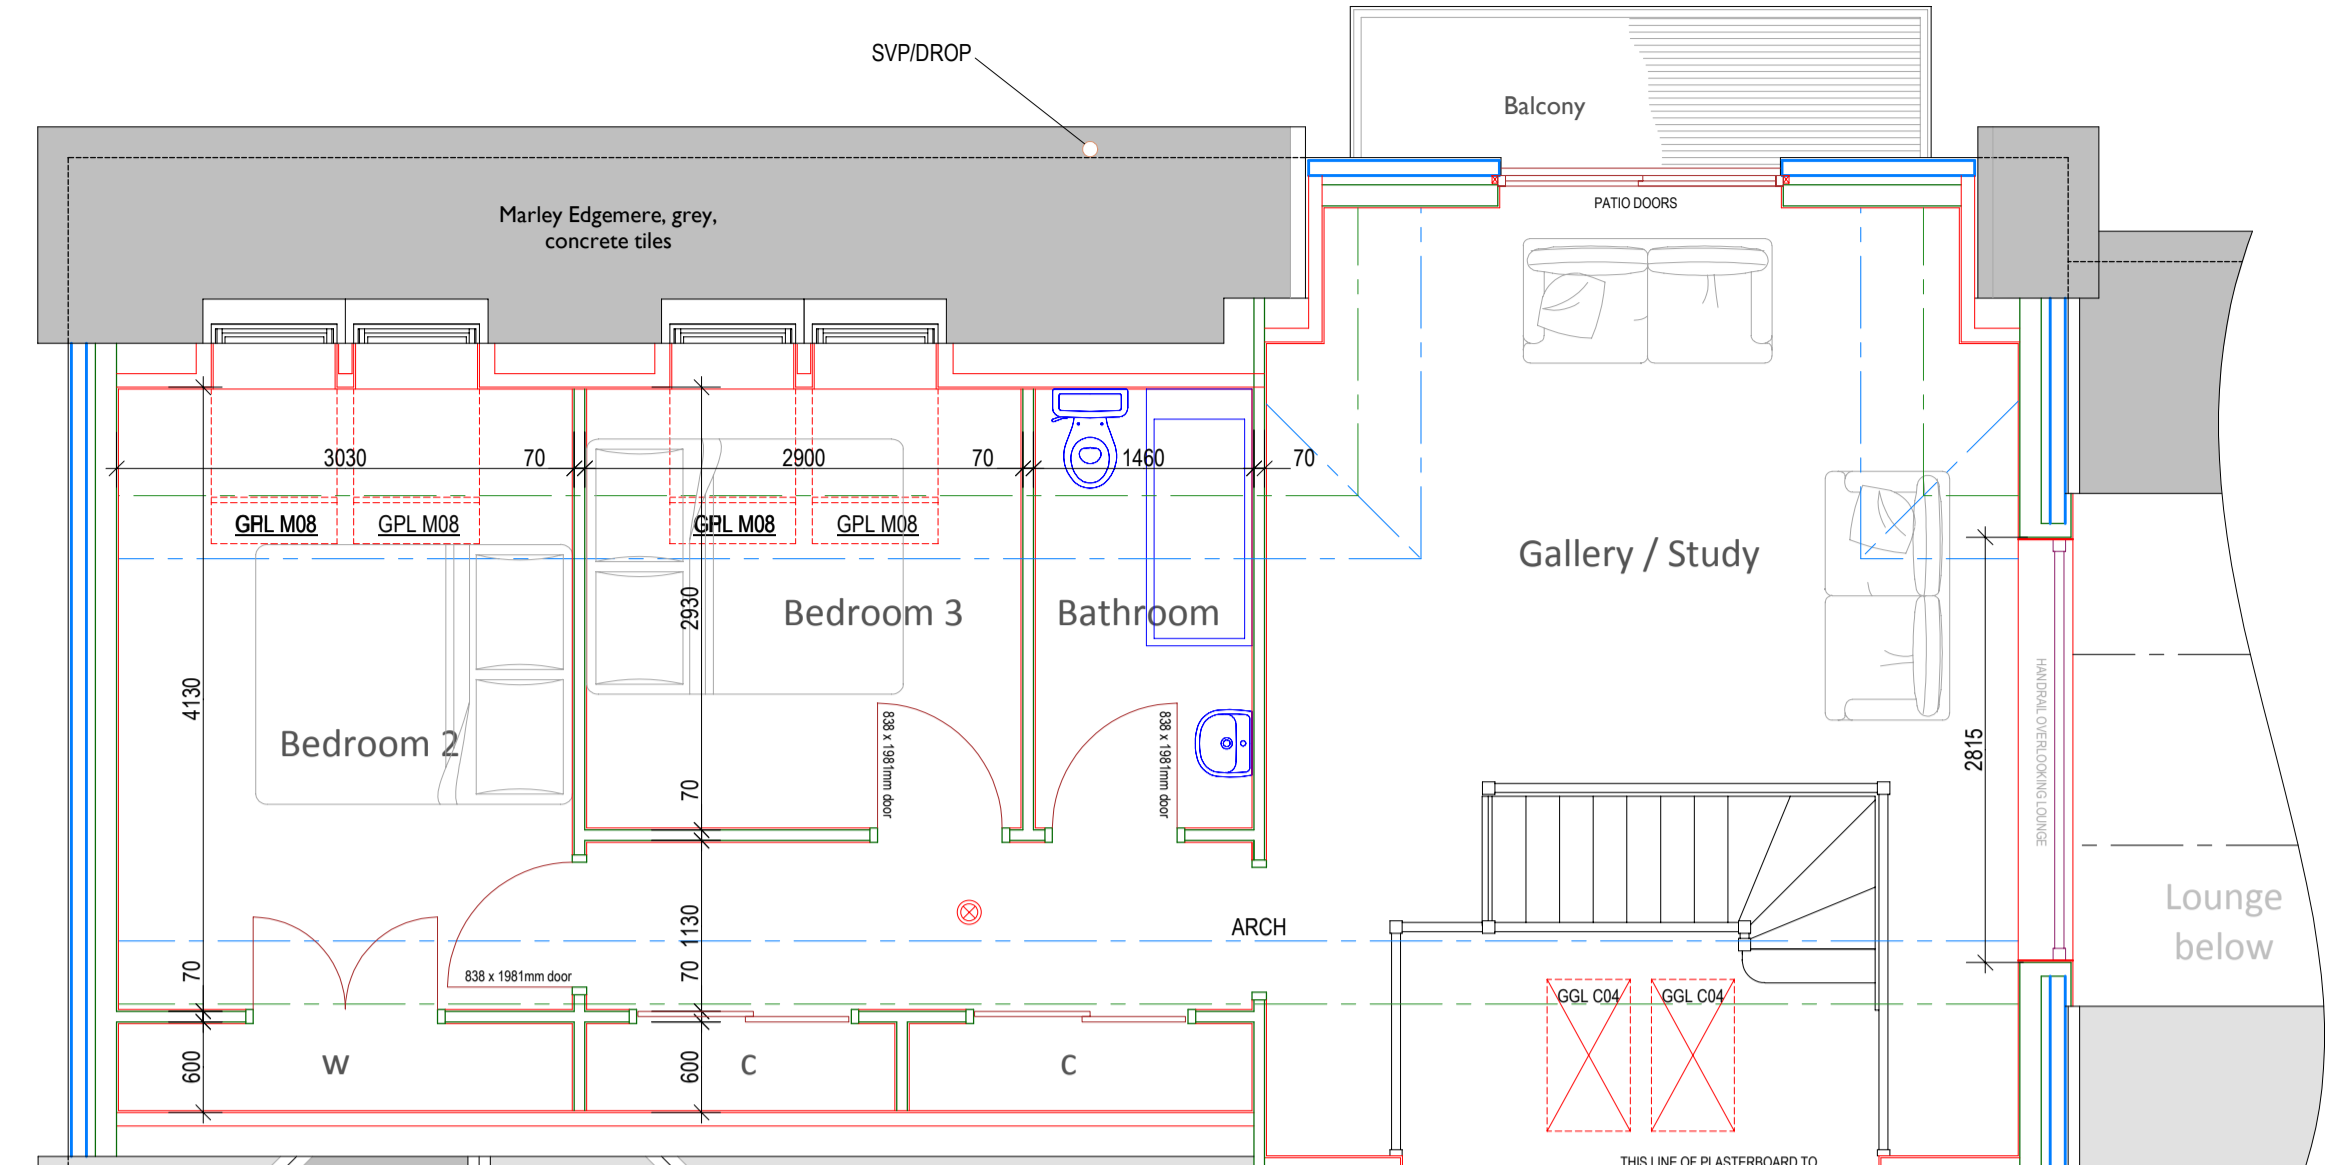 SVP/DROP
Balcony
Marley Edgemere, grey,
concrete tiles
PATIO DOORS
3030
70
2900
70
1460
70
GPL M08
GPL M08
GPL M08
GPL M08
Gallery / Study
2930
Bedroom 3
Bathroom
4130
Bedroom 2
838 x 1981mm door
838 x 1981mm door
HANDRAIL OVERLOOKING LOUNGE
2815
70
Lounge
below
1130
ARCH
70
70
838 x 1981mm door
GGL C04
GGL C04
600
W
600
C
C
THIS LINE OF PLASTERBOARD TO